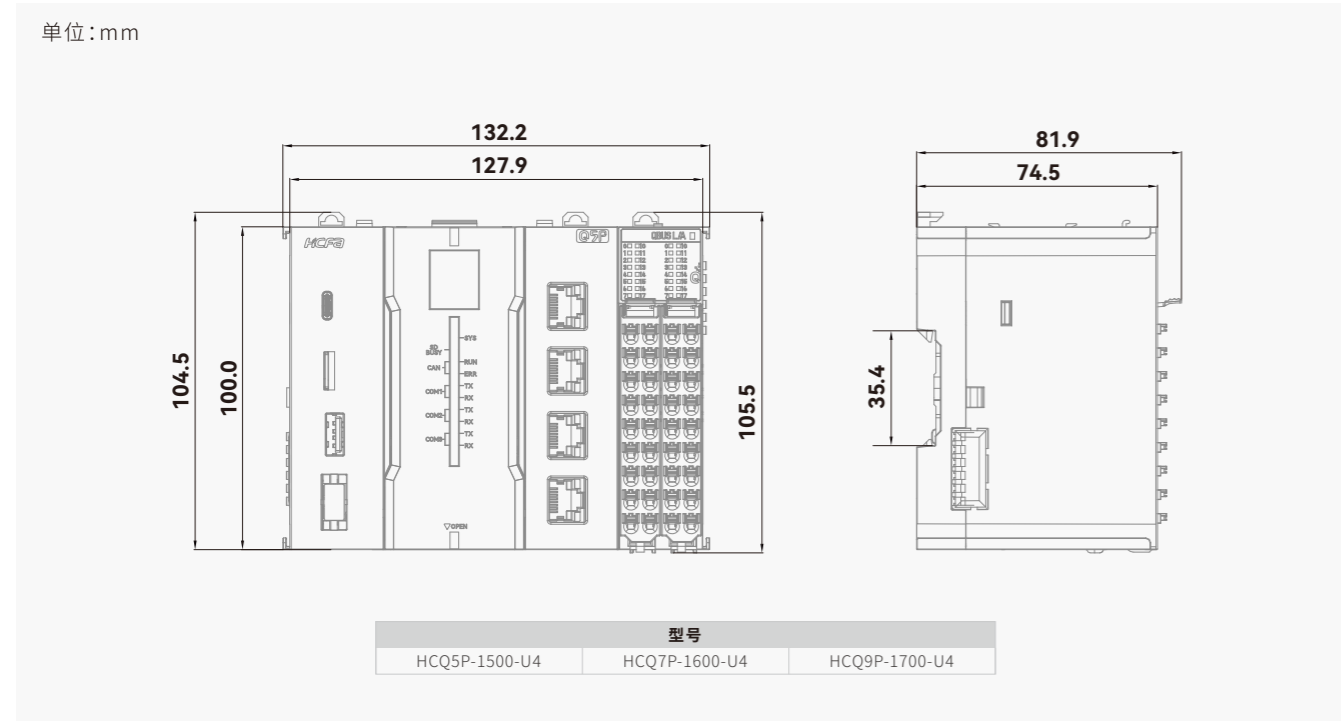 单位:mm
132.2
127.9
81.9
74.5
104.5
100.0
105.5
35.4
HCFa
Q5P
QBUS L/A
SYS
SD
BUSY
RUN
CAN
ERR
TX
COM1
RX
TX
COM2
RX
TX
COM3
RX
▽OPEN
型号
HCQ5P-1500-U4 HCQ7P-1600-U4 HCQ9P-1700-U4